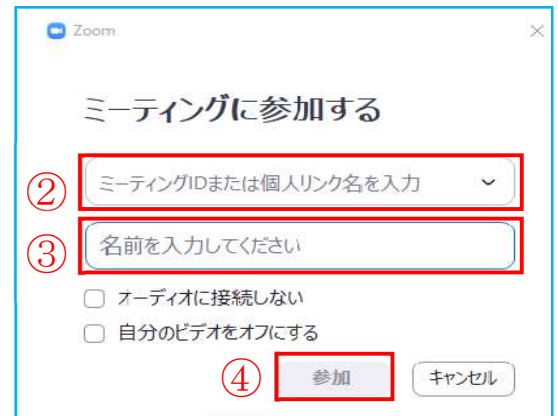 Zoom
ミーティングに参加する
② ミーティングIDまたは個人リンク名を入力
③ 名前を入力してください
オーディオに接続しない
自分のビデオをオフにする
④ 参加 キャンセル